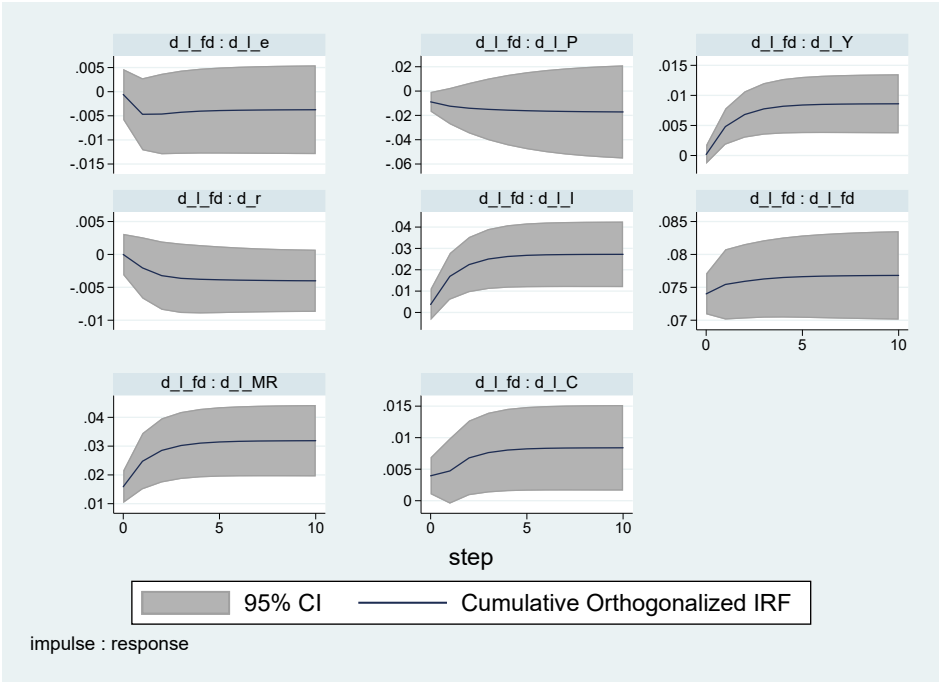 d_l_fd : d_l_e
.005
0
-.005
-.01
-.015
d_l_fd : d_l_P
.02
0
-.02
-.04
-.06
d_l_fd : d_l_Y
.015
.01
.005
0
d_l_fd : d_r
.005
0
-.005
-.01
d_l_fd : d_l_I
.04
.03
.02
.01
0
d_l_fd : d_l_fd
.085
.08
.075
.07
0 5 10
d_l_fd : d_l_MR
.04
.03
.02
.01
0 5 10
d_l_fd : d_l_C
.015
.01
.005
0
0 5 10
step
95% CI Cumulative Orthogonalized IRF
impulse : response